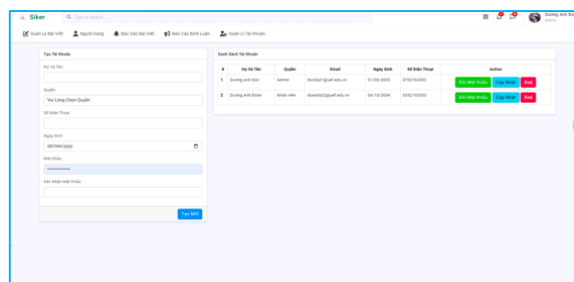 Siker
Type to search...
Dương Anh Đức
Admin
Quản Lý Bài Viết Người Dùng Báo Cáo Bài Viết Báo Cáo Bình Luận Quản Lí Tài Khoản
Tạo Tài Khoản
Họ Và Tên
Quyền
Vui Lòng Chọn Quyền
Số Điện Thoại
Ngày Sinh
dd/mm/yyyy
Mật Khẩu
Xác Nhận Mật Khẩu
Tạo Mới
Danh Sách Tài Khoản
# Họ Và Tên Quyền Email Ngày Sinh Số Điện Thoại Action
1 Dương Anh Đức Admin 01/09/2003 Đổi Mật Khẩu Cập Nhật Xoá
2 Dương Anh Đoàn Nhân viên 04/10/2004 Đổi Mật Khẩu Cập Nhật Xoá